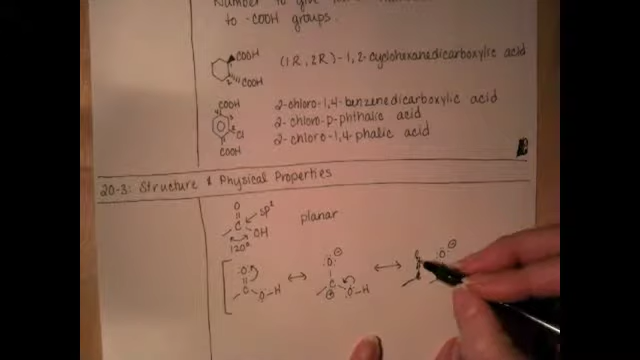 Number to give
to -COOH groups.
COOH
1
2
COOH
(1R, 2R)-1,2-cyclohexanedicarboxylic acid
COOH
Cl
COOH
2-chloro-1,4-benzenedicarboxylic acid
2-chloro-p-phthalic acid
2-chloro-1,4-phalic acid
20-3: Structure & Physical Properties
O
sp²
C
OH
120°
planar
:O:
C
:O-H
:O:
C
:O-H
:O: